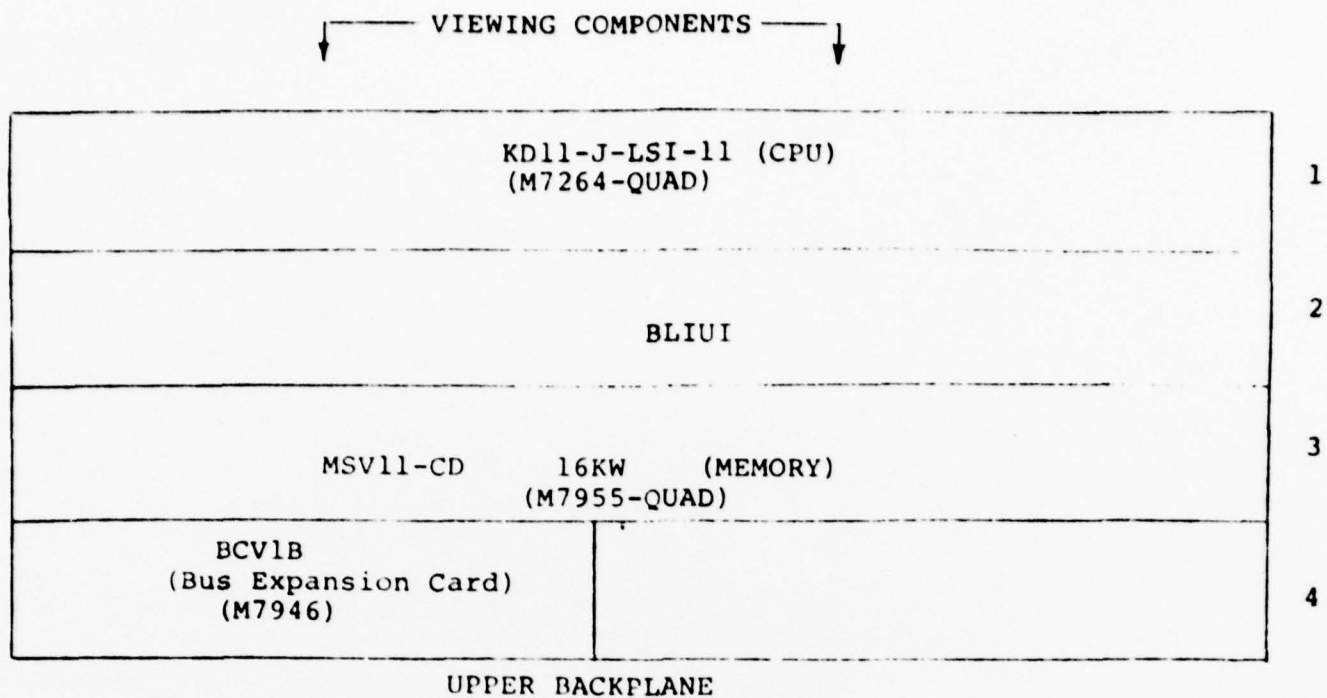 VIEWING COMPONENTS
KD11-J-LSI-11 (CPU)
(M7264-QUAD)
1
BLIUI
2
MSV11-CD 16KW (MEMORY)
(M7955-QUAD)
3
BCV1B
(Bus Expansion Card)
(M7946)
4
UPPER BACKPLANE